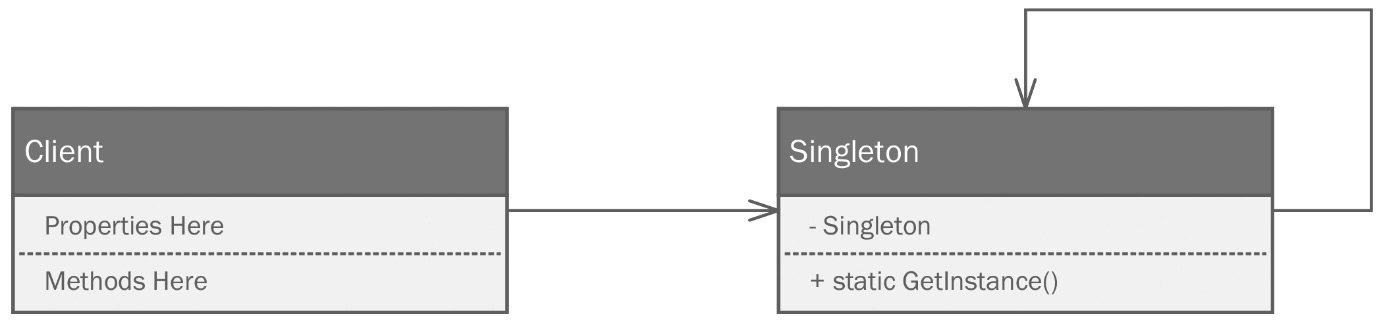 Client
Properties Here
Methods Here
Singleton
- Singleton
+ static GetInstance()